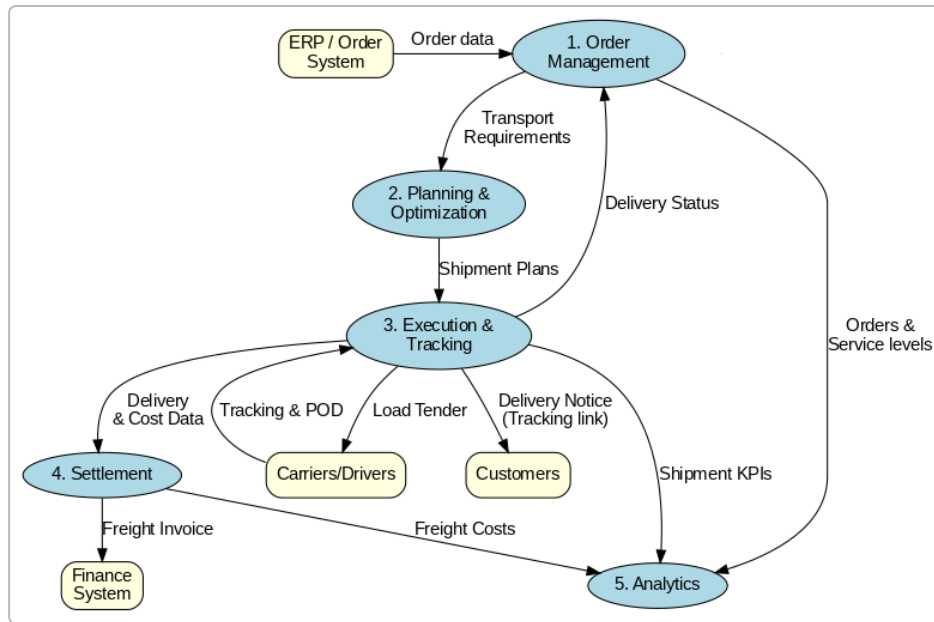 ERP / Order
System
Order data
1. Order
Management
Transport
Requirements
2. Planning &
Optimization
Delivery Status
Shipment Plans
3. Execution &
Tracking
Orders &
Service levels
Delivery
& Cost Data
Tracking & POD
Load Tender
Delivery Notice
(Tracking link)
4. Settlement
Carriers/Drivers
Customers
Shipment KPIs
Freight Invoice
Freight Costs
Finance
System
5. Analytics